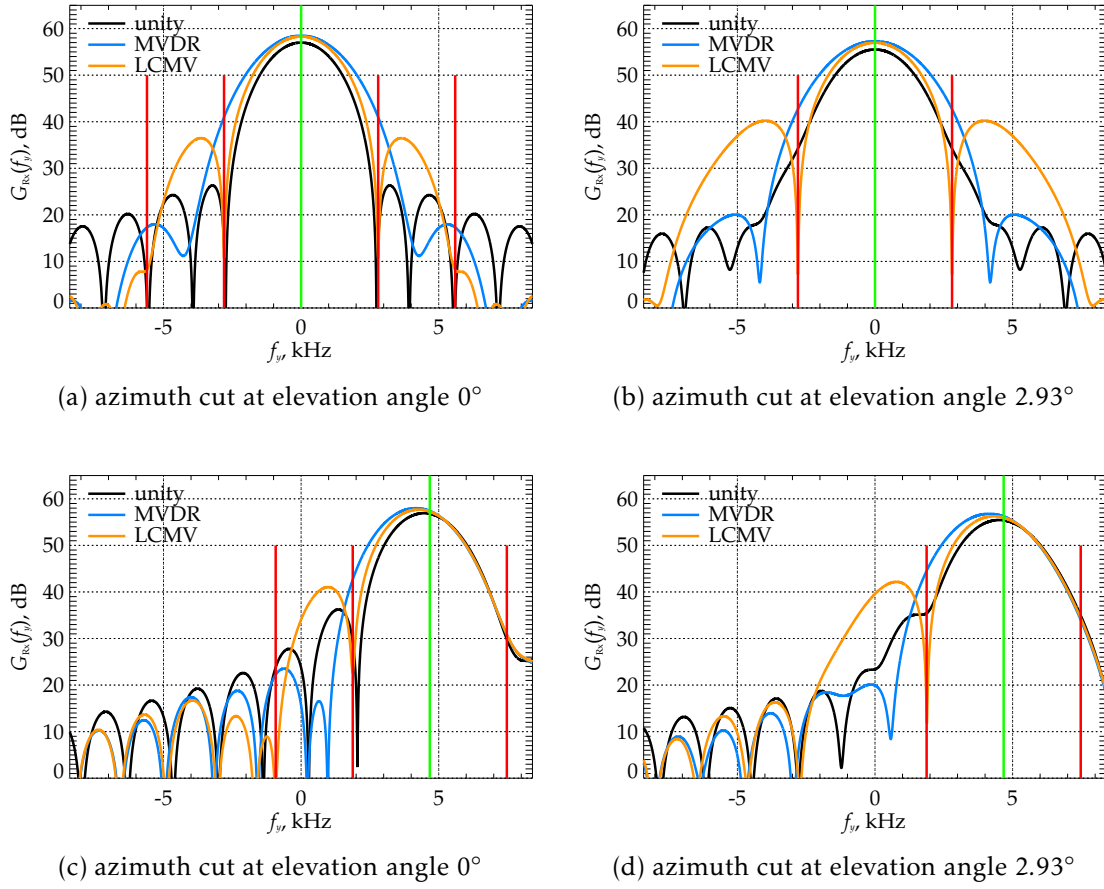 unity
MVDR
LCMV
60
50
40
30
20
10
0
G_Rx(f_y), dB
-5 0 5
f_y, kHz
(a) azimuth cut at elevation angle 0°
unity
MVDR
LCMV
60
50
40
30
20
10
0
G_Rx(f_y), dB
-5 0 5
f_y, kHz
(b) azimuth cut at elevation angle 2.93°
unity
MVDR
LCMV
60
50
40
30
20
10
0
G_Rx(f_y), dB
-5 0 5
f_y, kHz
(c) azimuth cut at elevation angle 0°
unity
MVDR
LCMV
60
50
40
30
20
10
0
G_Rx(f_y), dB
-5 0 5
f_y, kHz
(d) azimuth cut at elevation angle 2.93°